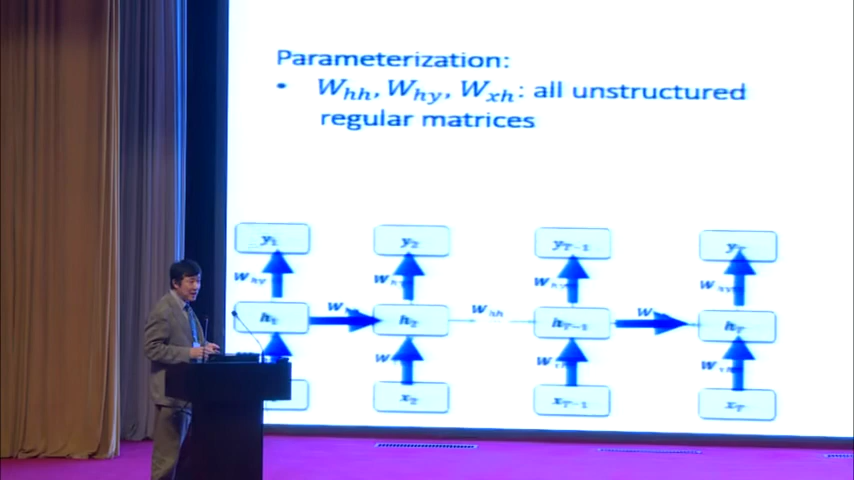 Parameterization:
• W_hh, W_hy, W_xh: all unstructured
regular matrices
y_1 y_2 y_T-1 y_T
W_hy
h_1 W_hh h_2 W_hh h_T-1 h_T
x_2 x_T-1 x_T